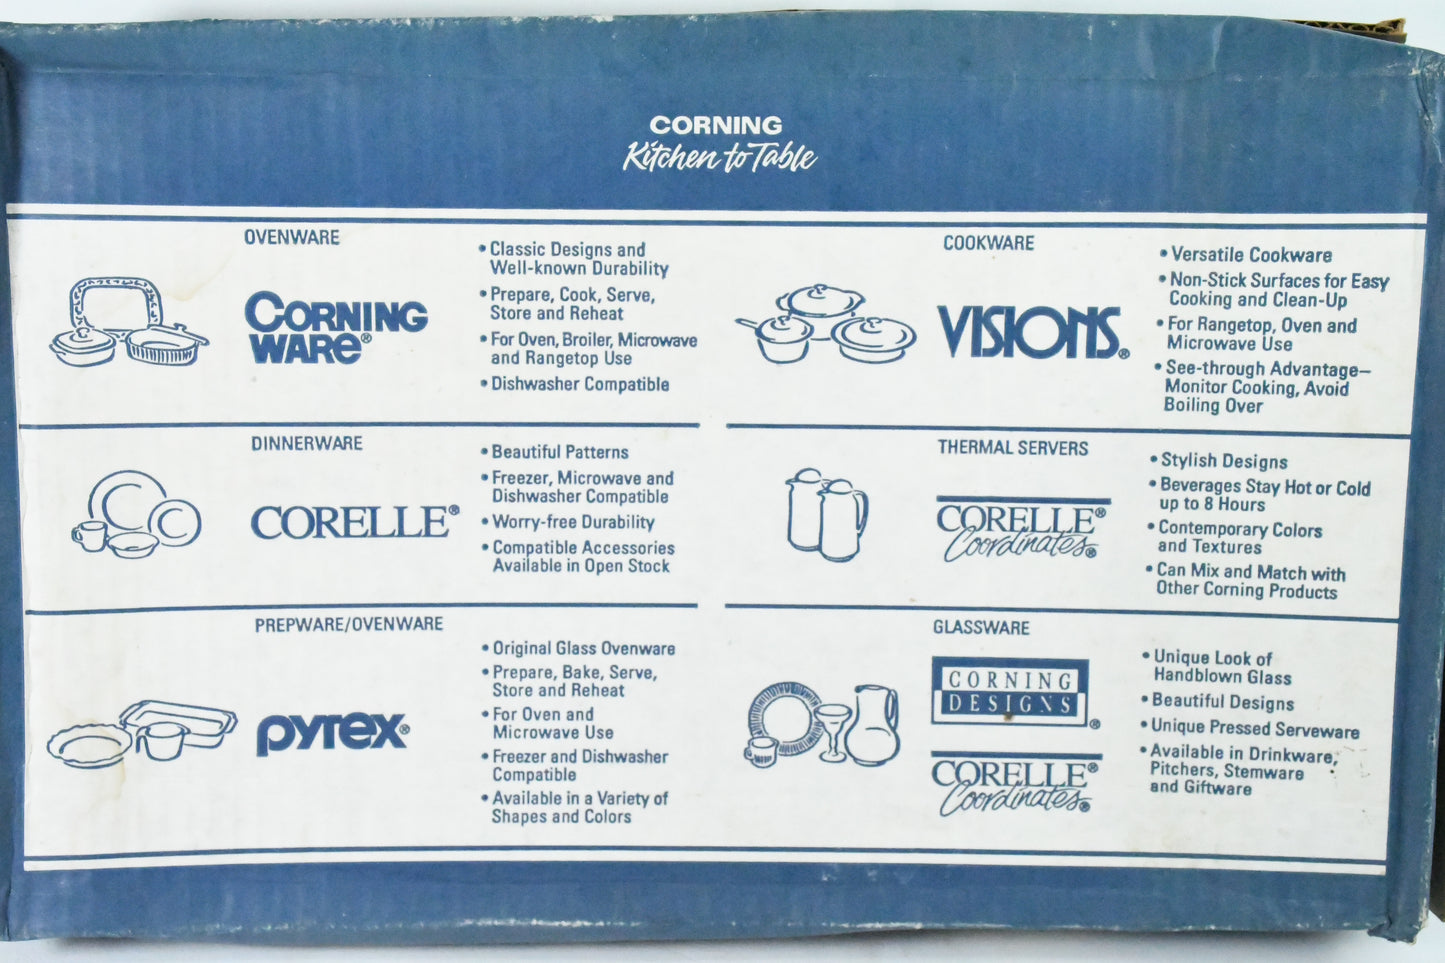 CORNING
Kitchen to Table
OVENWARE
CORNING
WARE®
• Classic Designs and
Well-known Durability
• Prepare, Cook, Serve,
Store and Reheat
• For Oven, Broiler, Microwave
and Rangetop Use
• Dishwasher Compatible
COOKWARE
VISIONS®
• Versatile Cookware
• Non-Stick Surfaces for Easy
Cooking and Clean-Up
• For Rangetop, Oven and
Microwave Use
• See-through Advantage—
Monitor Cooking, Avoid
Boiling Over
DINNERWARE
CORELLE®
• Beautiful Patterns
• Freezer, Microwave and
Dishwasher Compatible
• Worry-free Durability
• Compatible Accessories
Available in Open Stock
THERMAL SERVERS
CORELLE®
Coordinates®
• Stylish Designs
• Beverages Stay Hot or Cold
up to 8 Hours
• Contemporary Colors
and Textures
• Can Mix and Match with
Other Corning Products
PREPWARE/OVENWARE
PYREX®
• Original Glass Ovenware
• Prepare, Bake, Serve,
Store and Reheat
• For Oven and
Microwave Use
• Freezer and Dishwasher
Compatible
• Available in a Variety of
Shapes and Colors
GLASSWARE
CORNING
DESIGNS®
CORELLE®
Coordinates®
• Unique Look of
Handblown Glass
• Beautiful Designs
• Unique Pressed Serveware
• Available in Drinkware,
Pitchers, Stemware
and Giftware